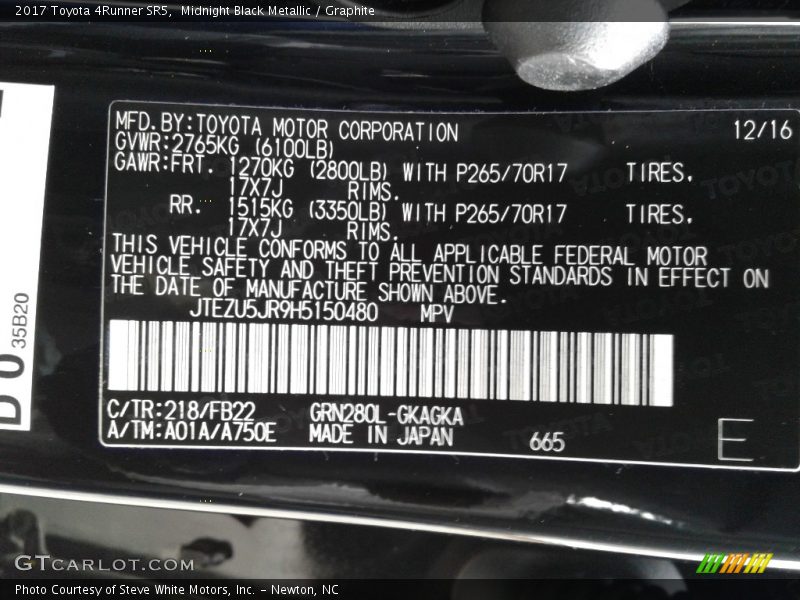 2017 Toyota 4Runner SR5,  Midnight Black Metallic / Graphite
MFD.BY:TOYOTA MOTOR CORPORATION 12/16
GVWR:2765KG (6100LB)
GAWR:FRT. 1270KG (2800LB) WITH P265/70R17 TIRES.
17X7J RIMS.
RR. 1515KG (3350LB) WITH P265/70R17 TIRES.
17X7J RIMS.
THIS VEHICLE CONFORMS TO ALL APPLICABLE FEDERAL MOTOR
VEHICLE SAFETY AND THEFT PREVENTION STANDARDS IN EFFECT ON
THE DATE OF MANUFACTURE SHOWN ABOVE.
JTEZU5JR9H5150480 MPV
C/TR:218/FB22 GRN280L-GKAGKA
A/TM:A01A/A750E MADE IN JAPAN 665 E
D 0 35B20
GTCARLOT.COM
Photo Courtesy of Steve White Motors, Inc. – Newton, NC